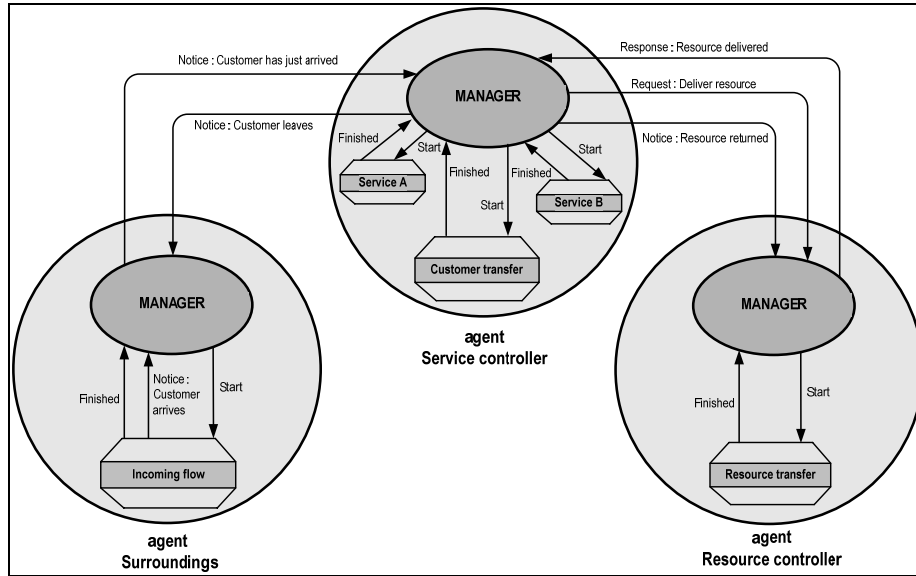 Notice : Customer has just arrived
Response : Resource delivered
MANAGER
Request : Deliver resource
Notice : Customer leaves
Notice : Resource returned
Finished
Start
Start
Service A
Finished
Finished
Service B
Start
Customer transfer
MANAGER
MANAGER
agent
Service controller
Finished
Notice :
Customer
arrives
Start
Finished
Start
Incoming flow
Resource transfer
agent
Surroundings
agent
Resource controller